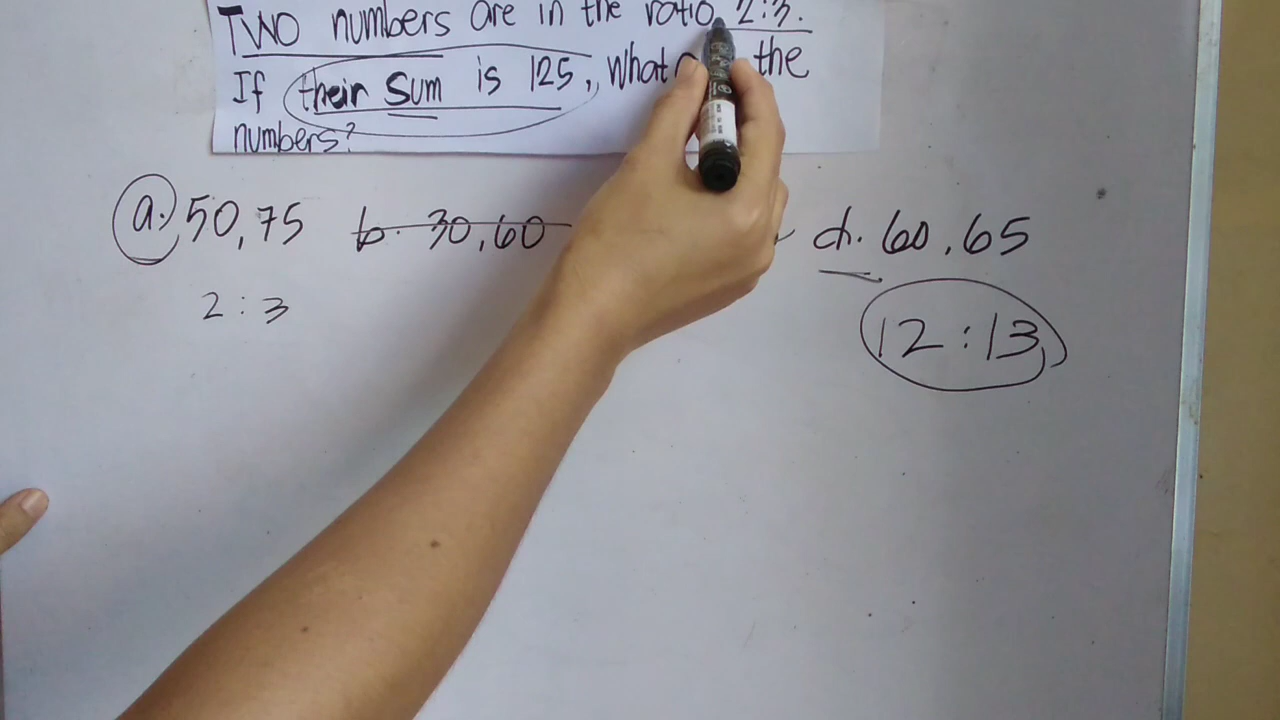 Two numbers are in the ratio 2:3.
If their sum is 125, What the
numbers?
a. 50,75 b. 30,60 d. 60,65
2:3
12:13